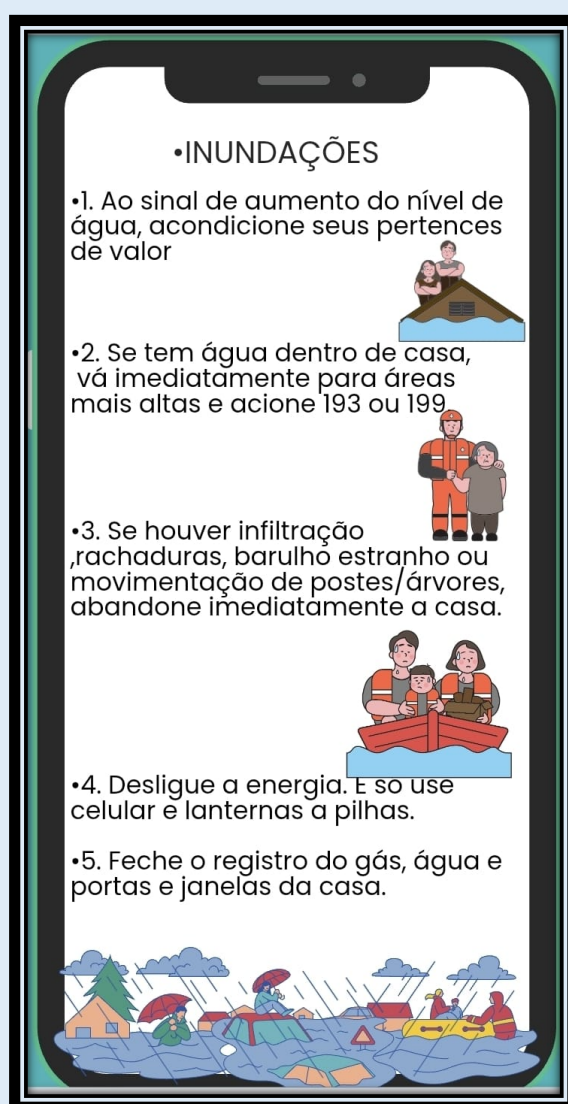 •INUNDAÇÕES
•1. Ao sinal de aumento do nível de
água, acondicione seus pertences
de valor
•2. Se tem água dentro de casa,
vá imediatamente para áreas
mais altas e acione 193 ou 199.
•3. Se houver infiltração
,rachaduras, barulho estranho ou
movimentação de postes/árvores,
abandone imediatamente a casa.
•4. Desligue a energia. E só use
celular e lanternas a pilhas.
•5. Feche o registro do gás, água e
portas e janelas da casa.